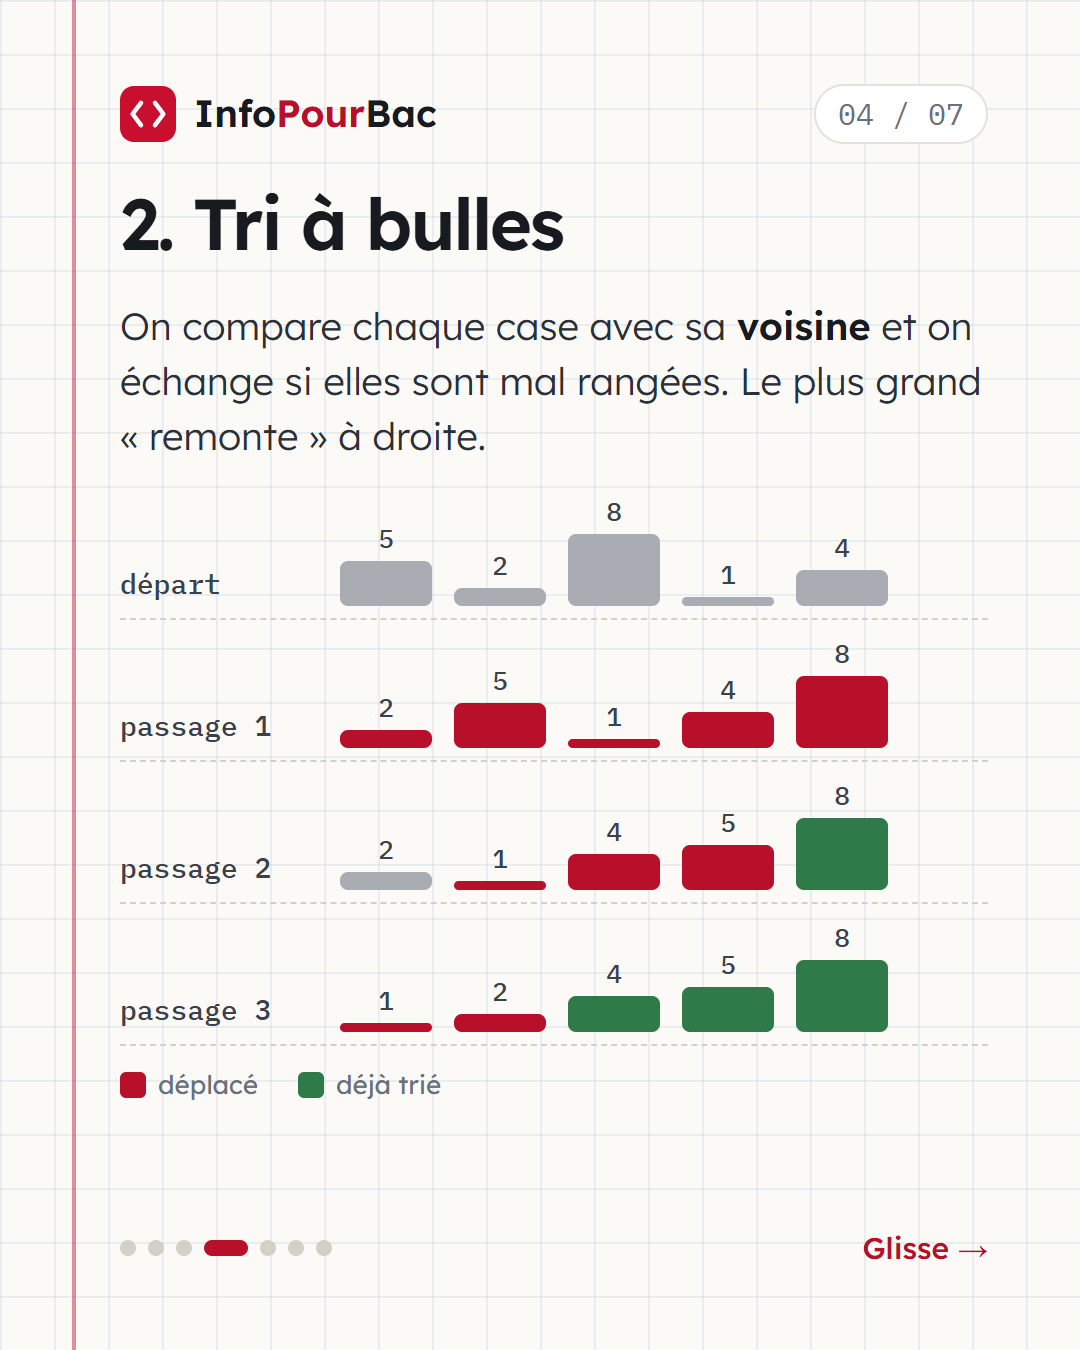 InfoPourBac
04 / 07
2. Tri à bulles
On compare chaque case avec sa voisine et on
échange si elles sont mal rangées. Le plus grand
« remonte » à droite.
départ 5 2 8 1 4
passage 1 2 5 1 4 8
passage 2 2 1 4 5 8
passage 3 1 2 4 5 8
déplacé déjà trié
Glisse →